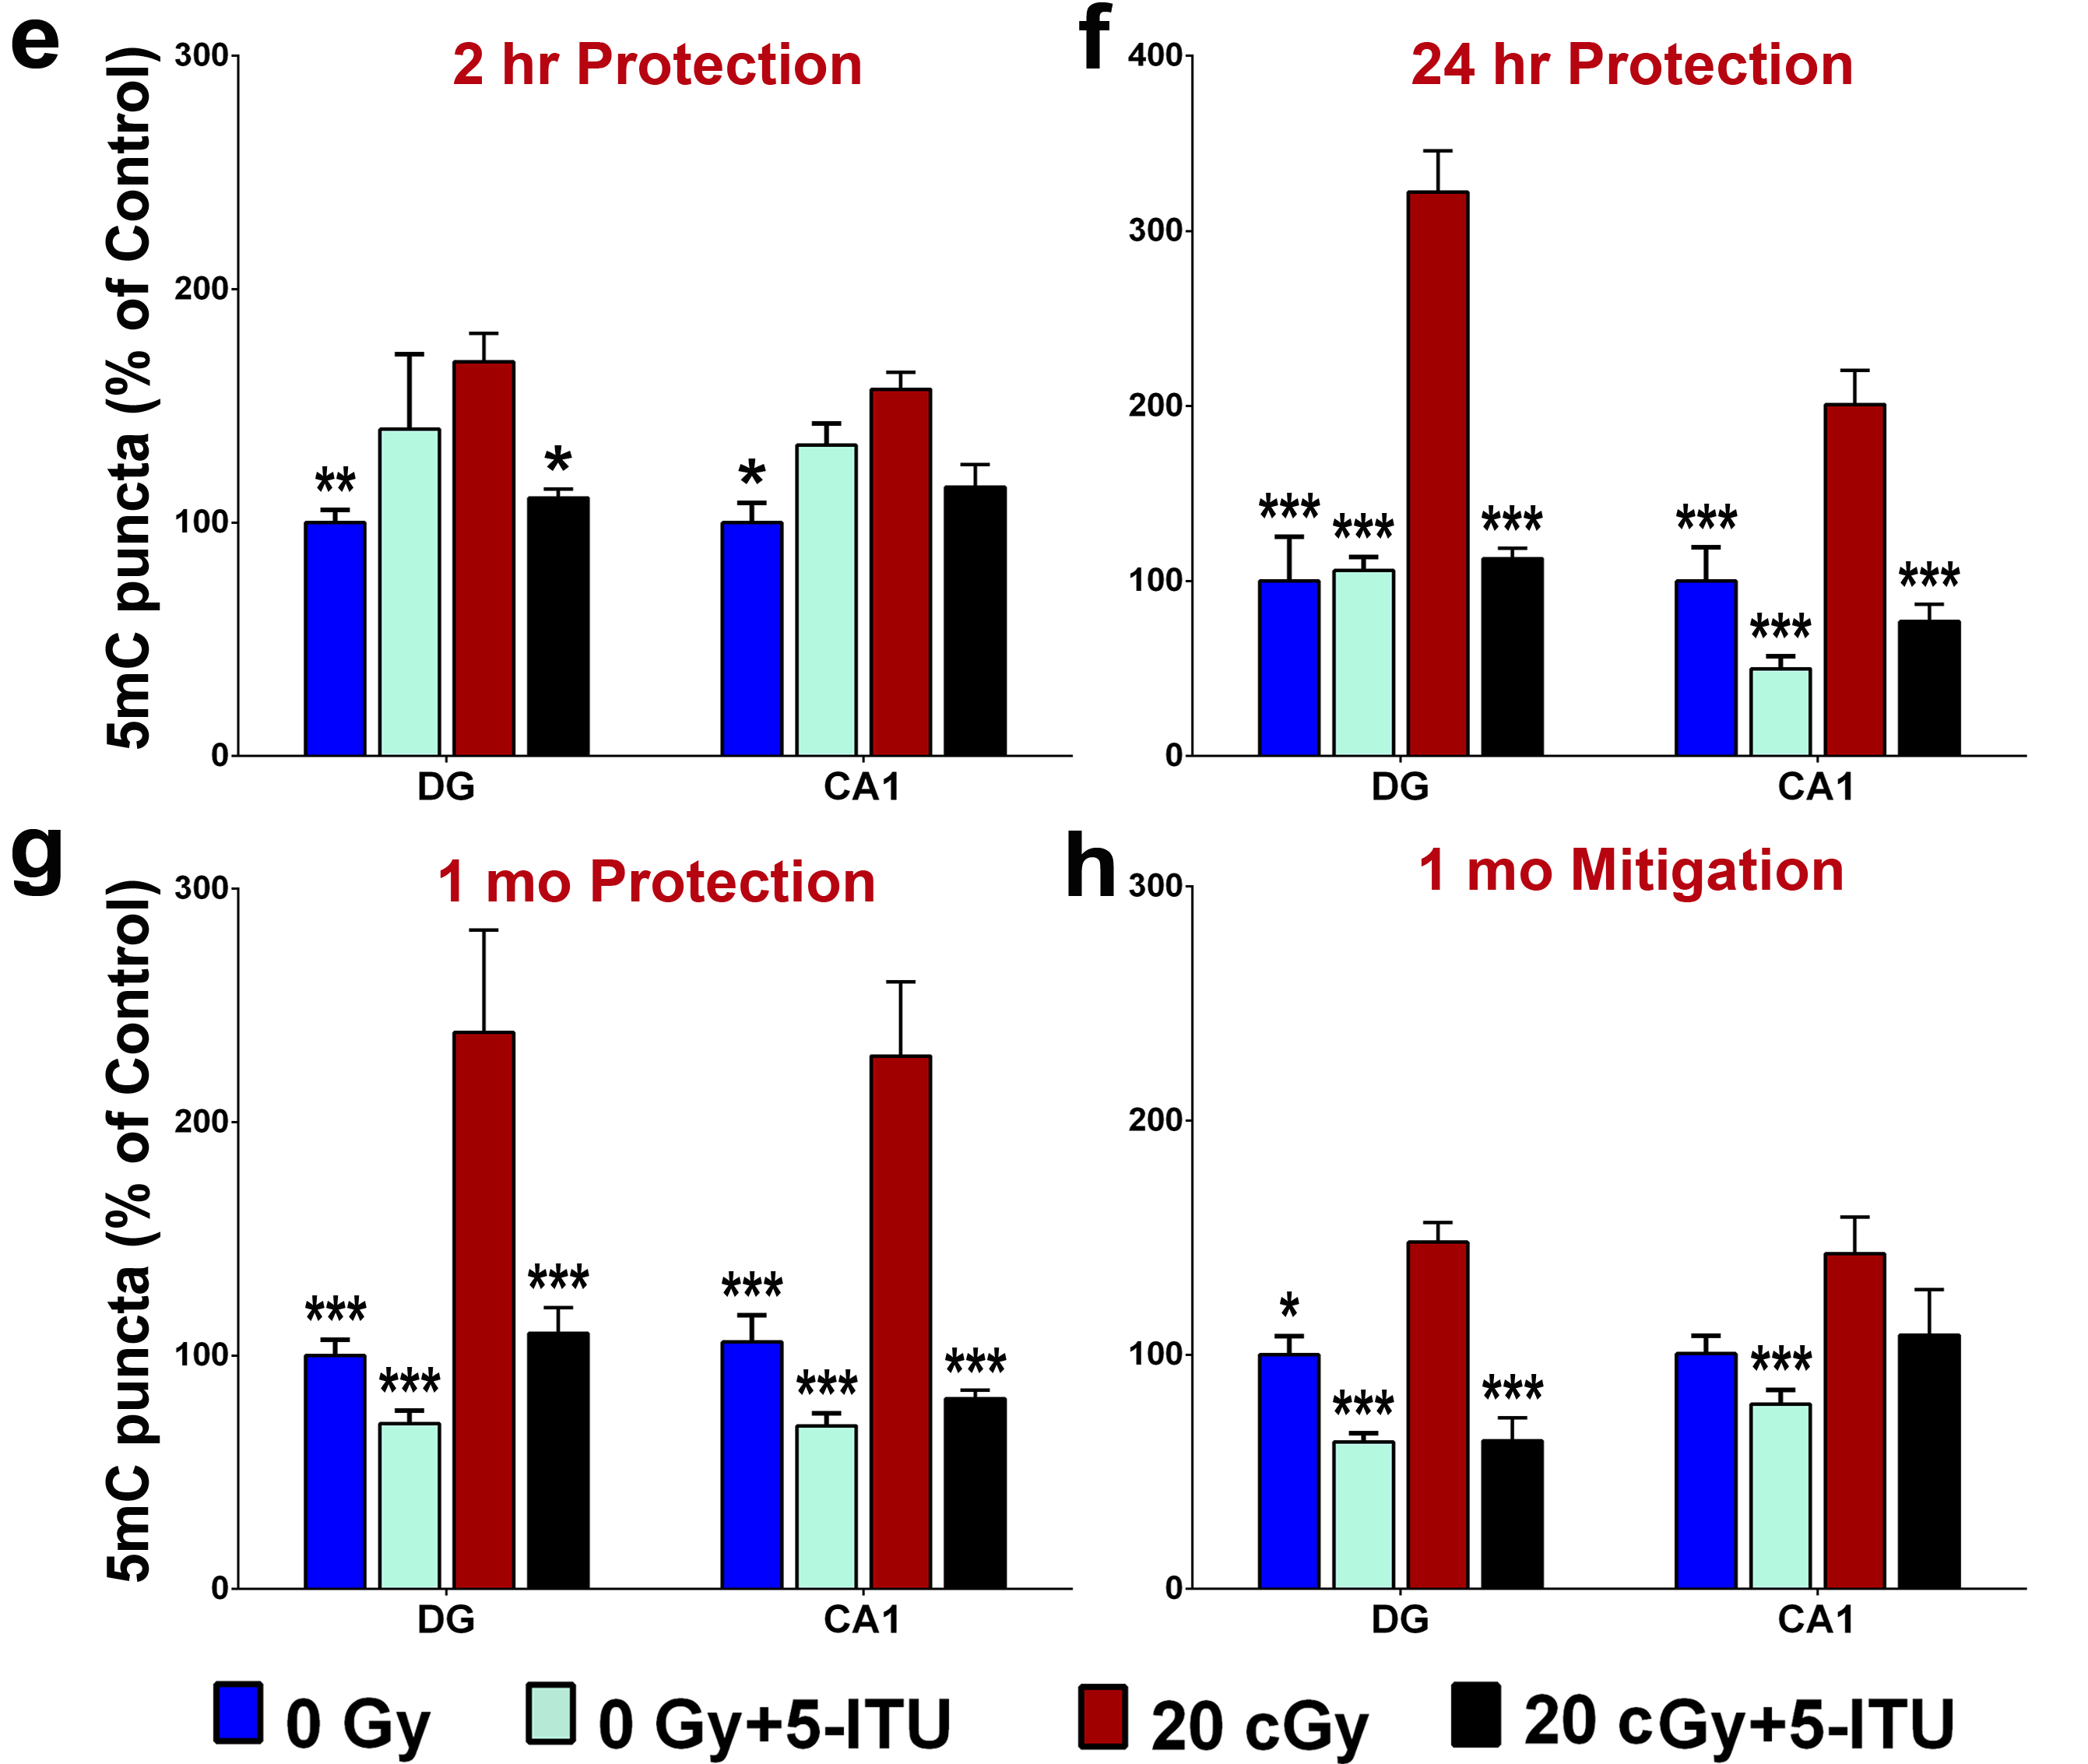 e
2 hr Protection
5mC puncta (% of Control)
300
200
100
0
**
*
*
DG
CA1
f
24 hr Protection
400
300
200
100
0
***
***
***
***
***
***
DG
CA1
g
1 mo Protection
5mC puncta (% of Control)
300
200
100
0
***
***
***
***
***
***
DG
CA1
h
1 mo Mitigation
300
200
100
0
*
***
***
***
DG
CA1
0 Gy
0 Gy+5-ITU
20 cGy
20 cGy+5-ITU